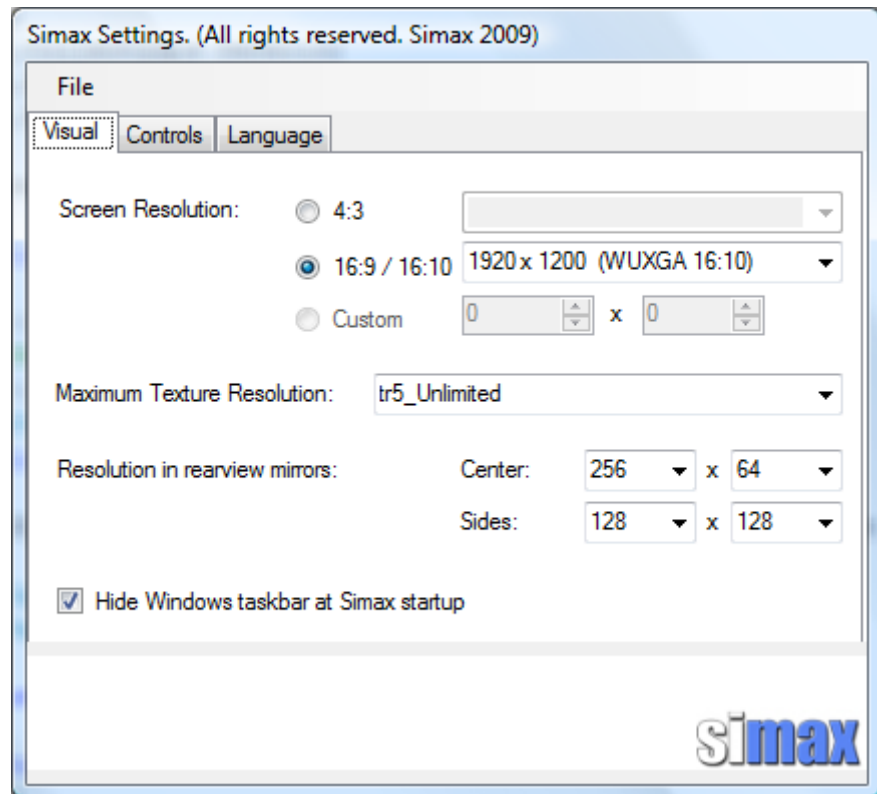 Simax Settings. (All rights reserved. Simax 2009)
File
Visual Controls Language
Screen Resolution: 4:3
16:9 / 16:10 1920 x 1200 (WUXGA 16:10)
Custom 0 x 0
Maximum Texture Resolution: tr5_Unlimited
Resolution in rearview mirrors: Center: 256 x 64
Sides: 128 x 128
Hide Windows taskbar at Simax startup
simax